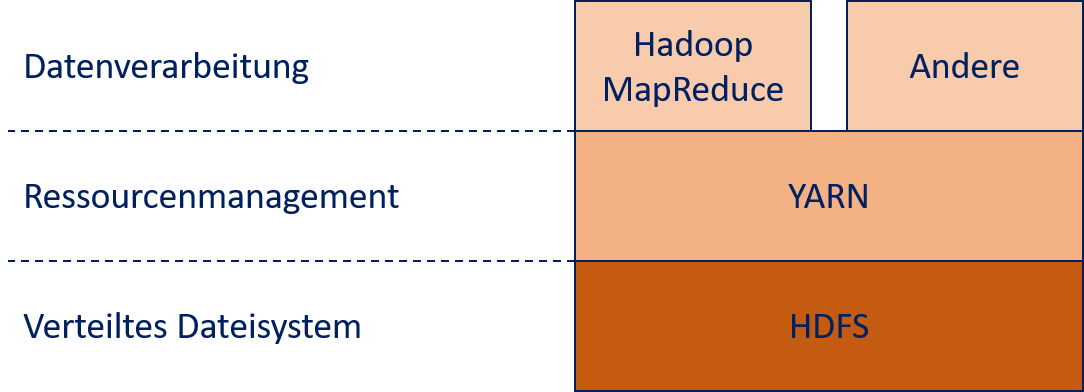 Datenverarbeitung
Hadoop
MapReduce
Andere
Ressourcenmanagement
YARN
Verteiltes Dateisystem
HDFS